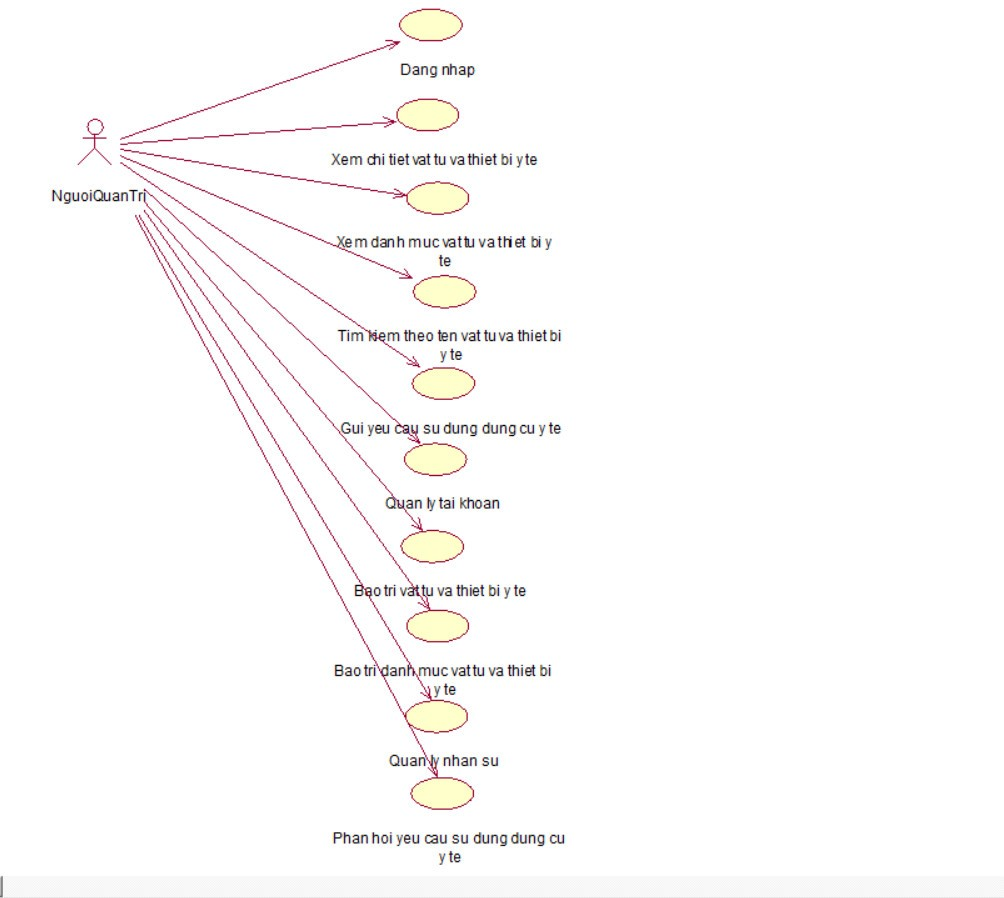 Dang nhap
Xem chi tiet vat tu va thiet bi y te
NguoiQuanTri
Xem danh muc vat tu va thiet bi y
te
Tim kiem theo ten vat tu va thiet bi
y te
Gui yeu cau su dung dung cu y te
Quan ly tai khoan
Bao tri vat tu va thiet bi y te
Bao tri danh muc vat tu va thiet bi
y te
Quan ly nhan su
Phan hoi yeu cau su dung dung cu
y te